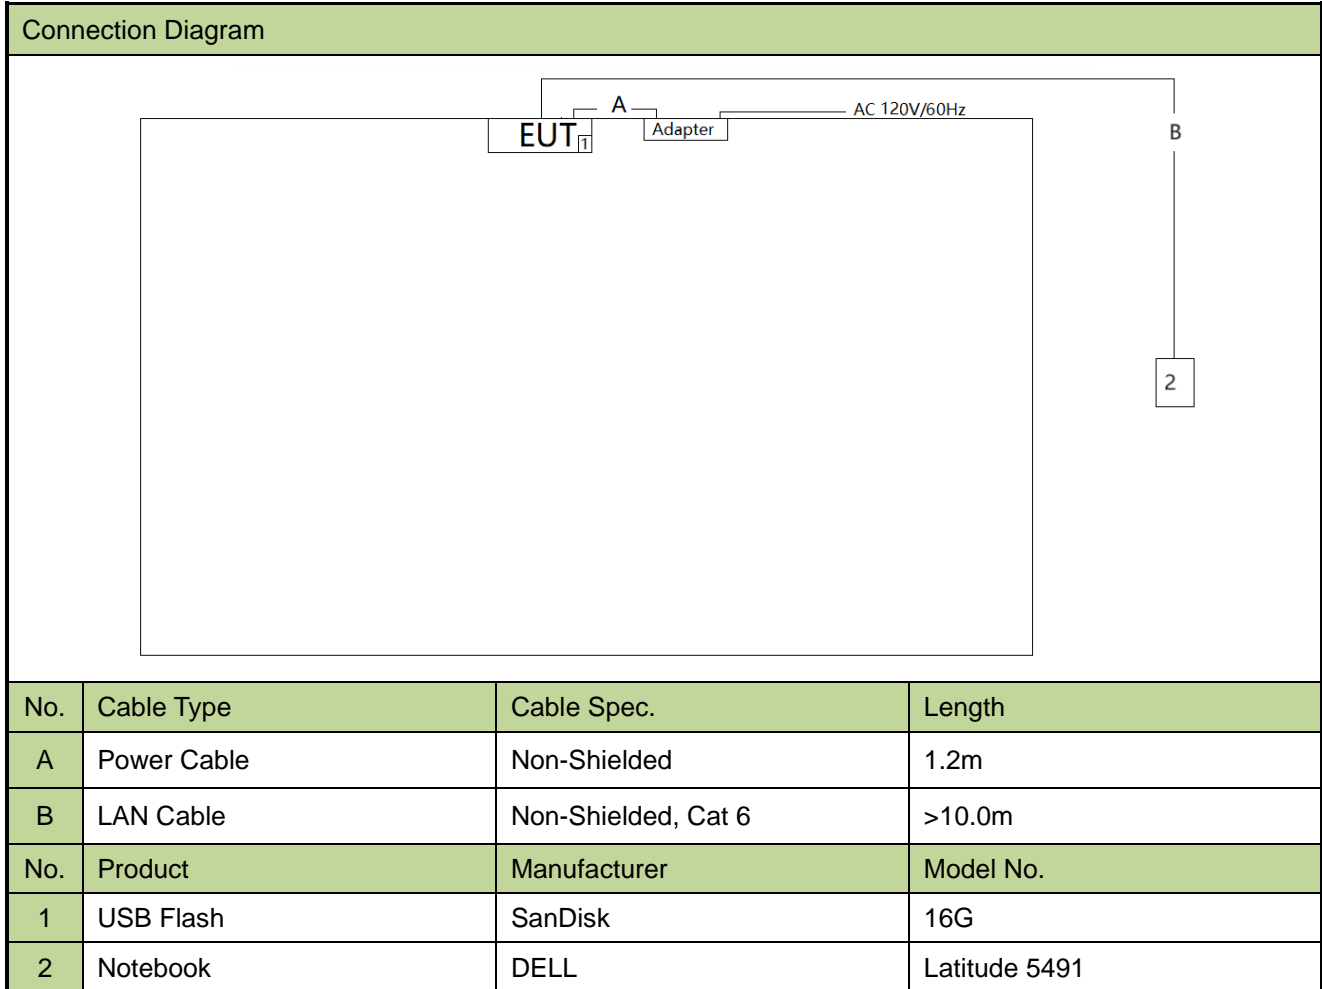 Connection Diagram
A
AC 120V/60Hz
EUT 1
Adapter
B
2
No. Cable Type Cable Spec. Length
A Power Cable Non-Shielded 1.2m
B LAN Cable Non-Shielded, Cat 6 >10.0m
No. Product Manufacturer Model No.
1 USB Flash SanDisk 16G
2 Notebook DELL Latitude 5491